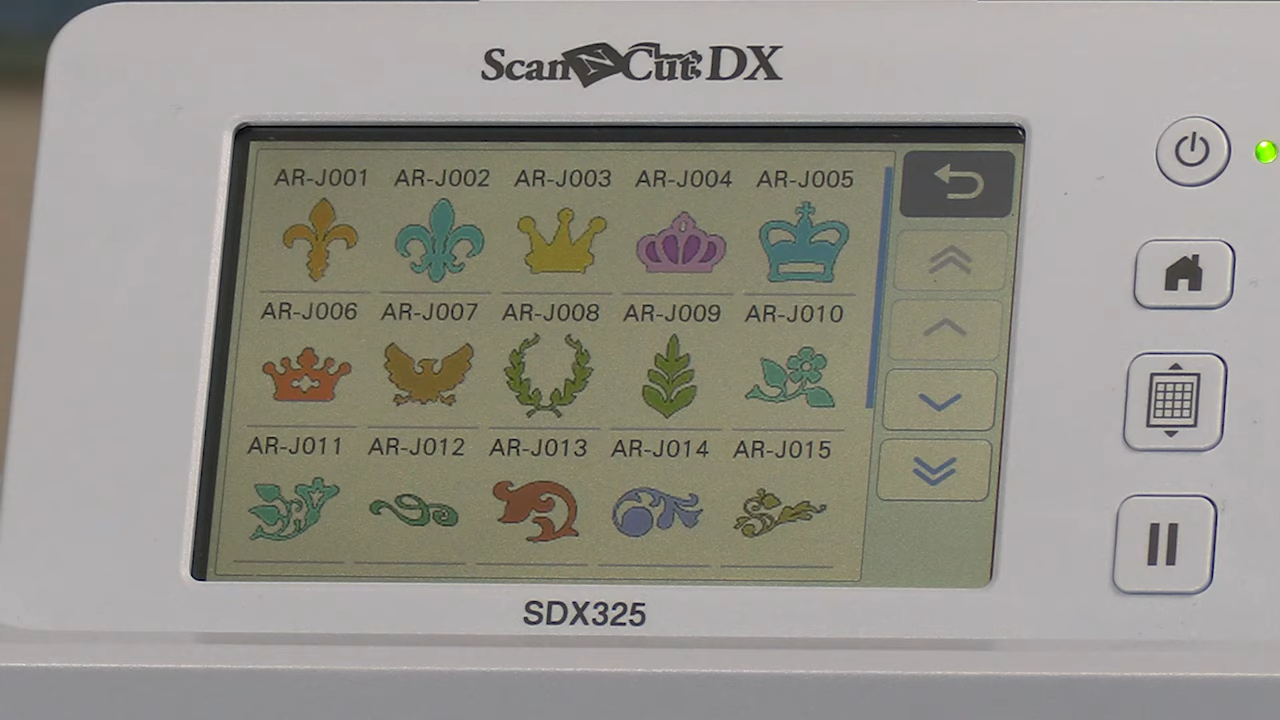 ScanNCut DX
AR-J001 AR-J002 AR-J003 AR-J004 AR-J005
AR-J006 AR-J007 AR-J008 AR-J009 AR-J010
AR-J011 AR-J012 AR-J013 AR-J014 AR-J015
SDX325